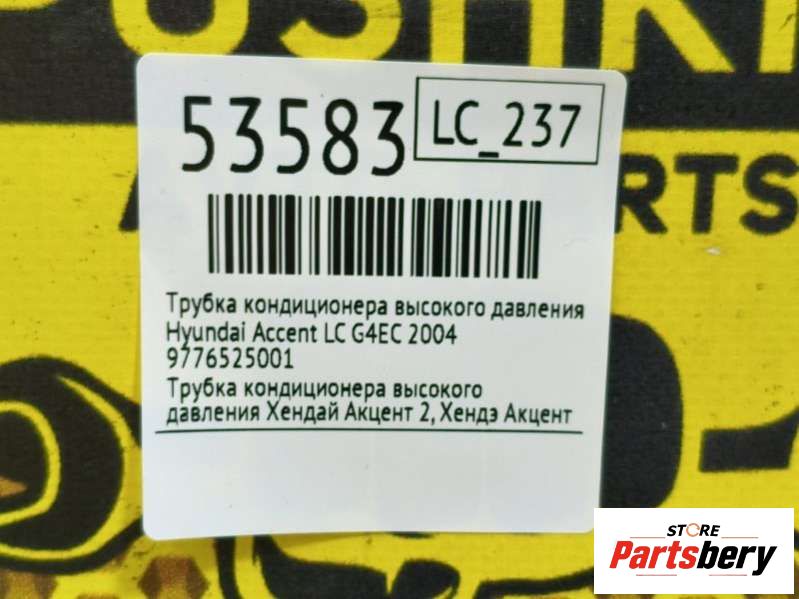 53583
LC_237
Трубка кондиционера высокого давления
Hyundai Accent LC G4EC 2004
9776525001
Трубка кондиционера высокого
давления Хендай Акцент 2, Хендэ Акцент
STORE
Partsbery